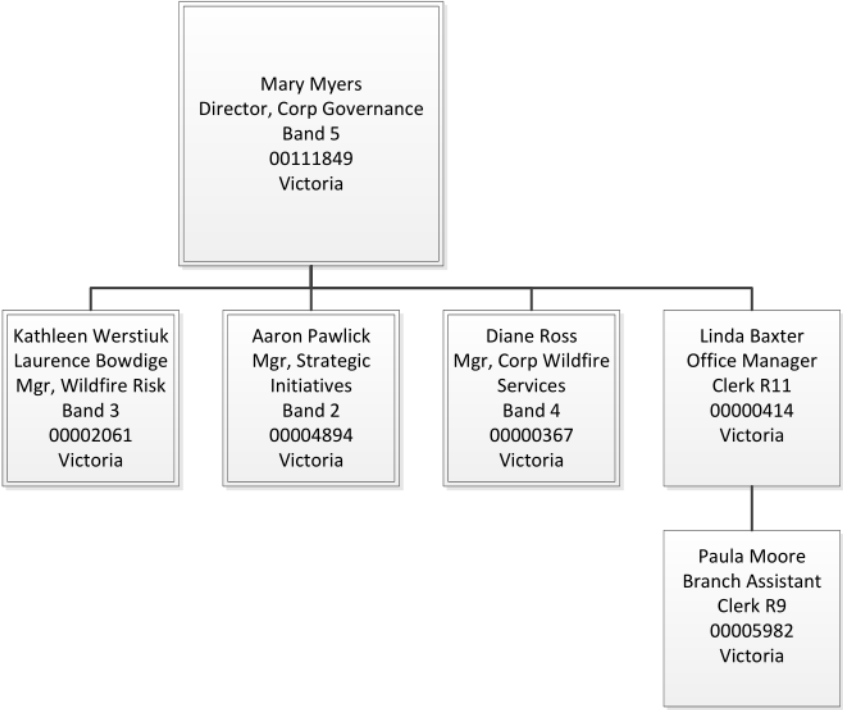 Mary Myers
Director, Corp Governance
Band 5
00111849
Victoria
Kathleen Werstiuk
Laurence Bowdige
Mgr, Wildfire Risk
Band 3
00002061
Victoria
Aaron Pawlick
Mgr, Strategic
Initiatives
Band 2
00004894
Victoria
Diane Ross
Mgr, Corp Wildfire
Services
Band 4
00000367
Victoria
Linda Baxter
Office Manager
Clerk R11
00000414
Victoria
Paula Moore
Branch Assistant
Clerk R9
00005982
Victoria